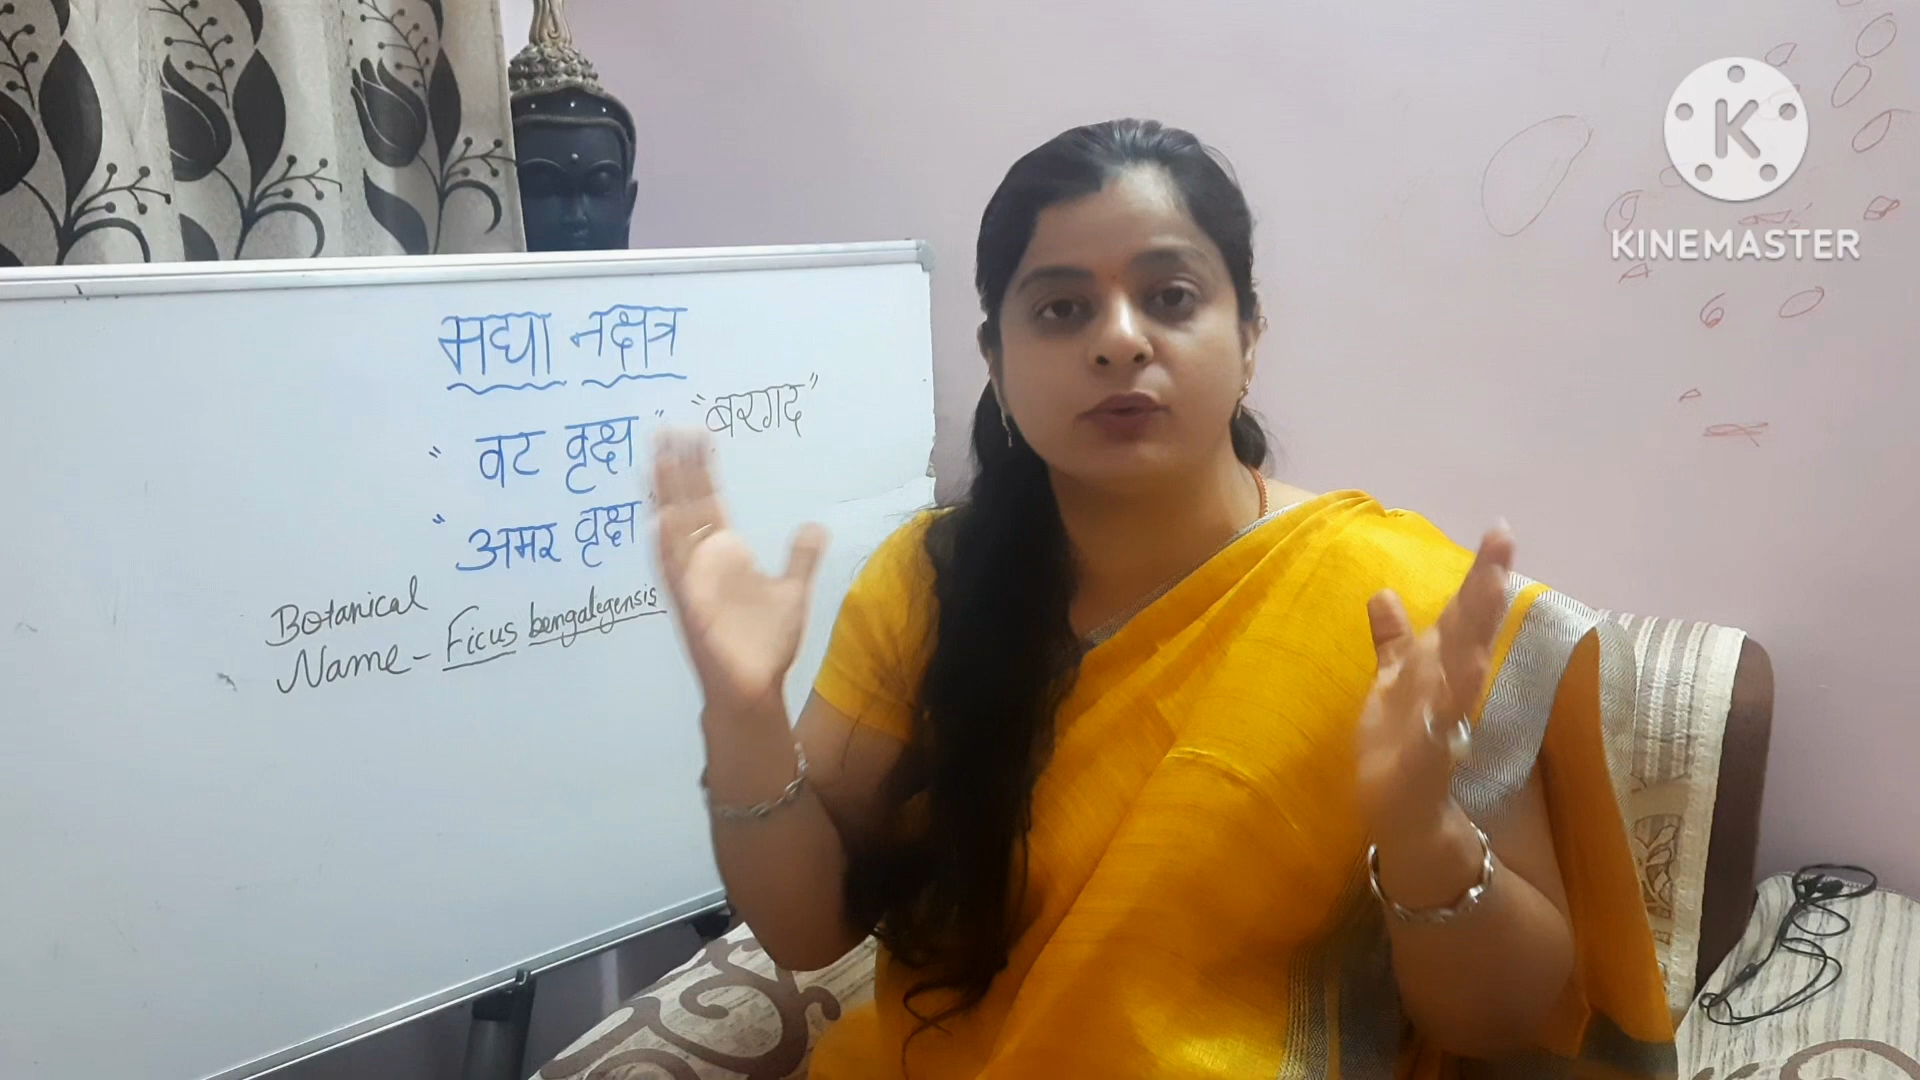 मघा नक्षत्र
" वट वृक्ष " "बरगद"
" अमर वृक्ष "
Botanical
Name - Ficus bengalegensis
KINEMASTER